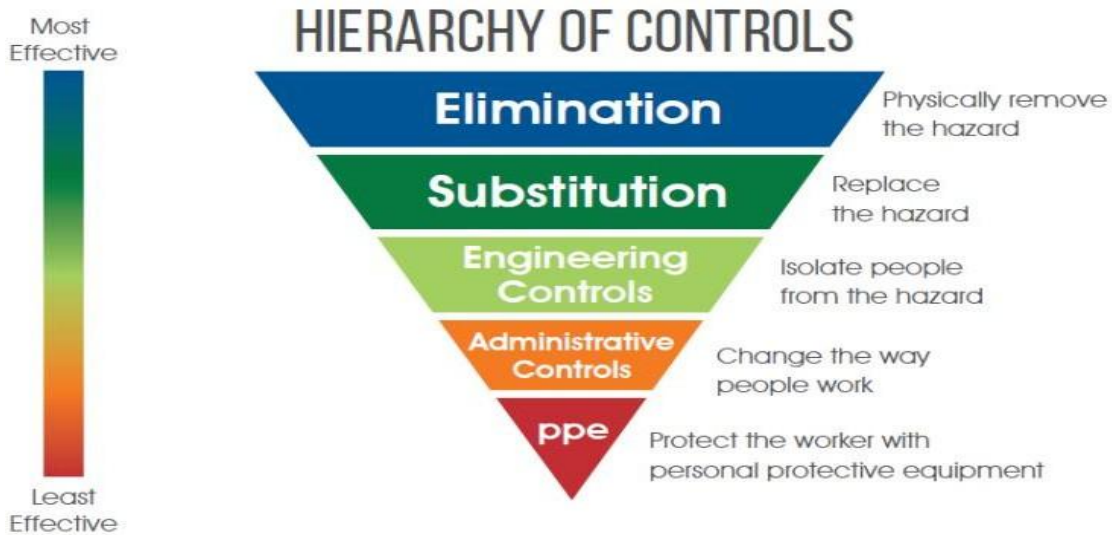 HIERARCHY OF CONTROLS
Most
Effective
Elimination
Physically remove
the hazard
Substitution
Replace
the hazard
Engineering
Controls
Isolate people
from the hazard
Administrative
Controls
Change the way
people work
ppe
Protect the worker with
personal protective equipment
Least
Effective